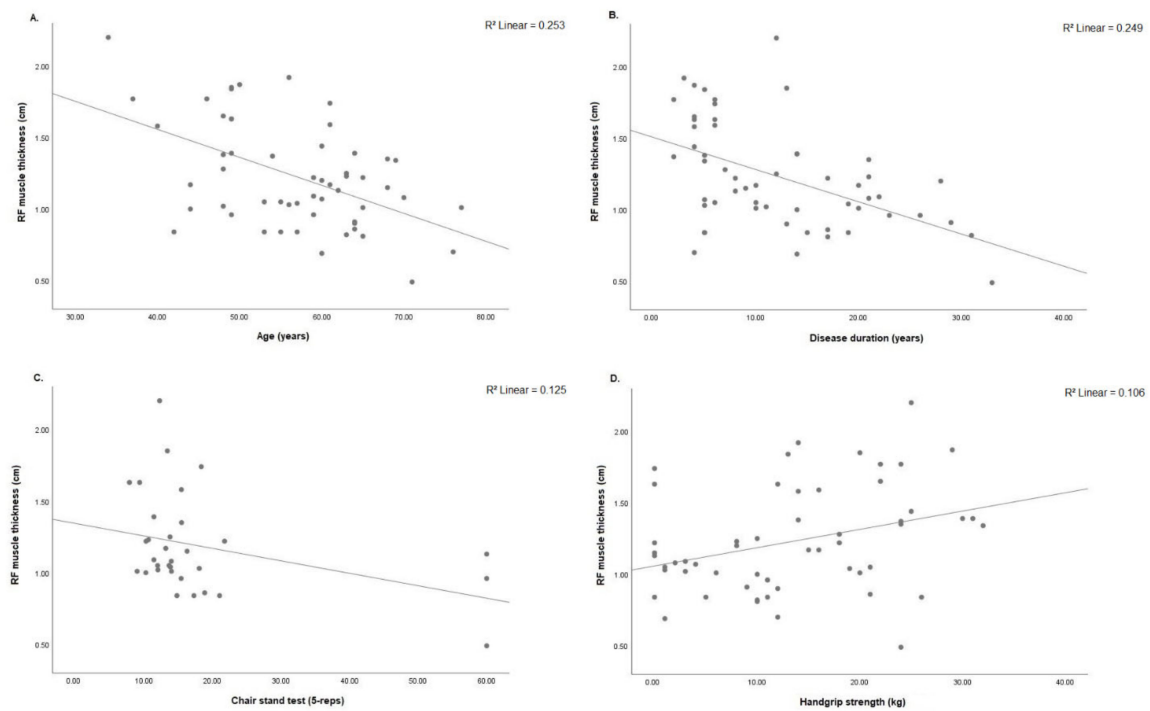 A.
R² Linear = 0.253
RF muscle thickness (cm)
2.00
1.50
1.00
0.50
30.00 40.00 50.00 60.00 70.00 80.00
Age (years)
B.
R² Linear = 0.249
RF muscle thickness (cm)
2.00
1.50
1.00
0.50
0.00 10.00 20.00 30.00 40.00
Disease duration (years)
C.
R² Linear = 0.125
RF muscle thickness (cm)
2.00
1.50
1.00
0.50
0.00 10.00 20.00 30.00 40.00 50.00 60.00
Chair stand test (5-reps)
D.
R² Linear = 0.106
RF muscle thickness (cm)
2.00
1.50
1.00
0.50
0.00 10.00 20.00 30.00 40.00
Handgrip strength (kg)